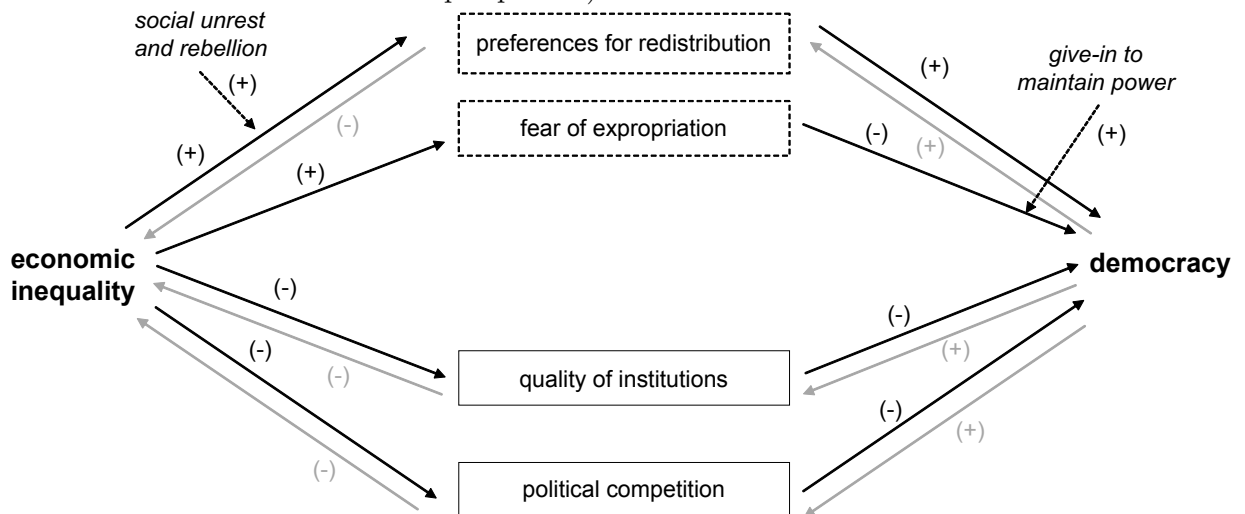 social unrest
and rebellion
preferences for redistribution
give-in to
maintain power
(+)
(+)
(+)
(-)
fear of expropriation
(-)
(+)
(+)
(+)
economic
inequality
democracy
(-)
(-)
(-)
(-)
quality of institutions
(+)
(-)
(-)
(+)
political competition